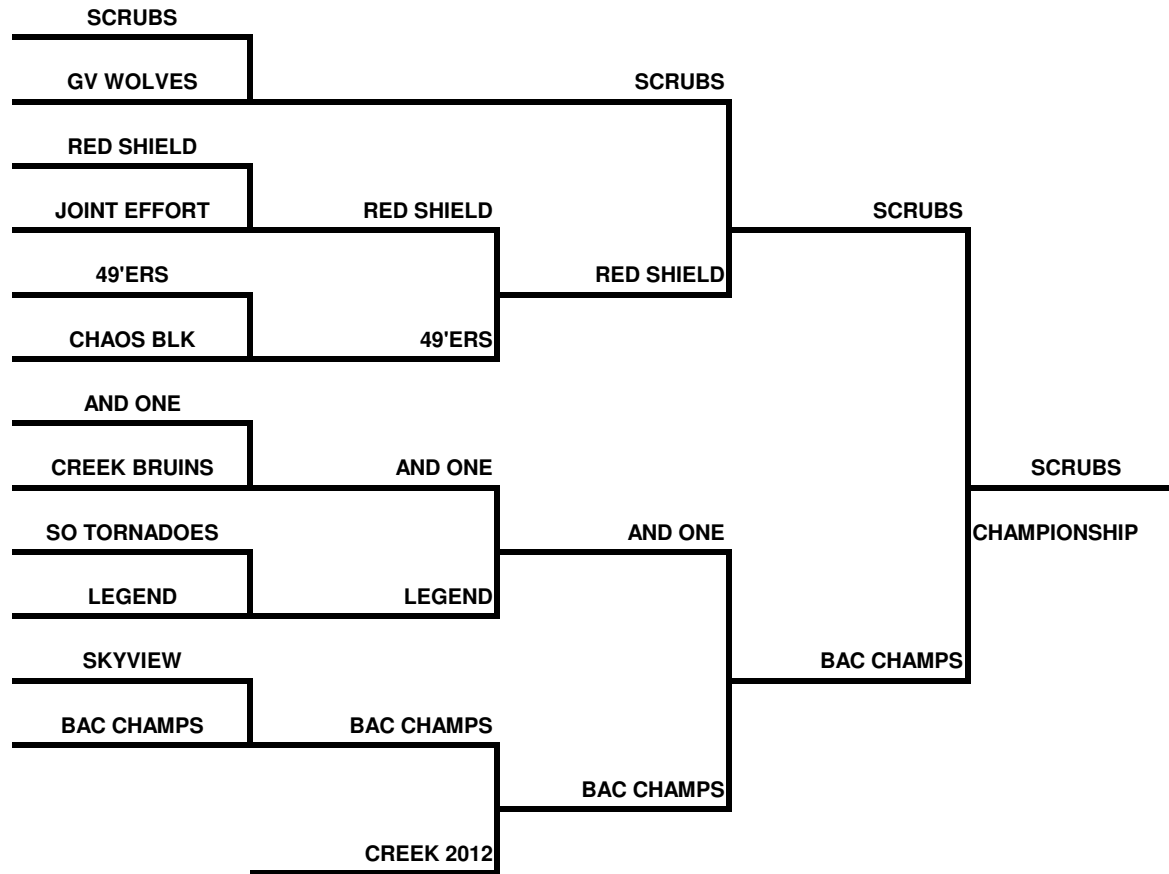 SCRUBS
GV WOLVES SCRUBS
RED SHIELD
JOINT EFFORT RED SHIELD SCRUBS
49'ERS RED SHIELD
CHAOS BLK 49'ERS
AND ONE
CREEK BRUINS AND ONE SCRUBS
SO TORNADOES AND ONE CHAMPIONSHIP
LEGEND LEGEND
SKYVIEW BAC CHAMPS
BAC CHAMPS BAC CHAMPS
BAC CHAMPS
CREEK 2012